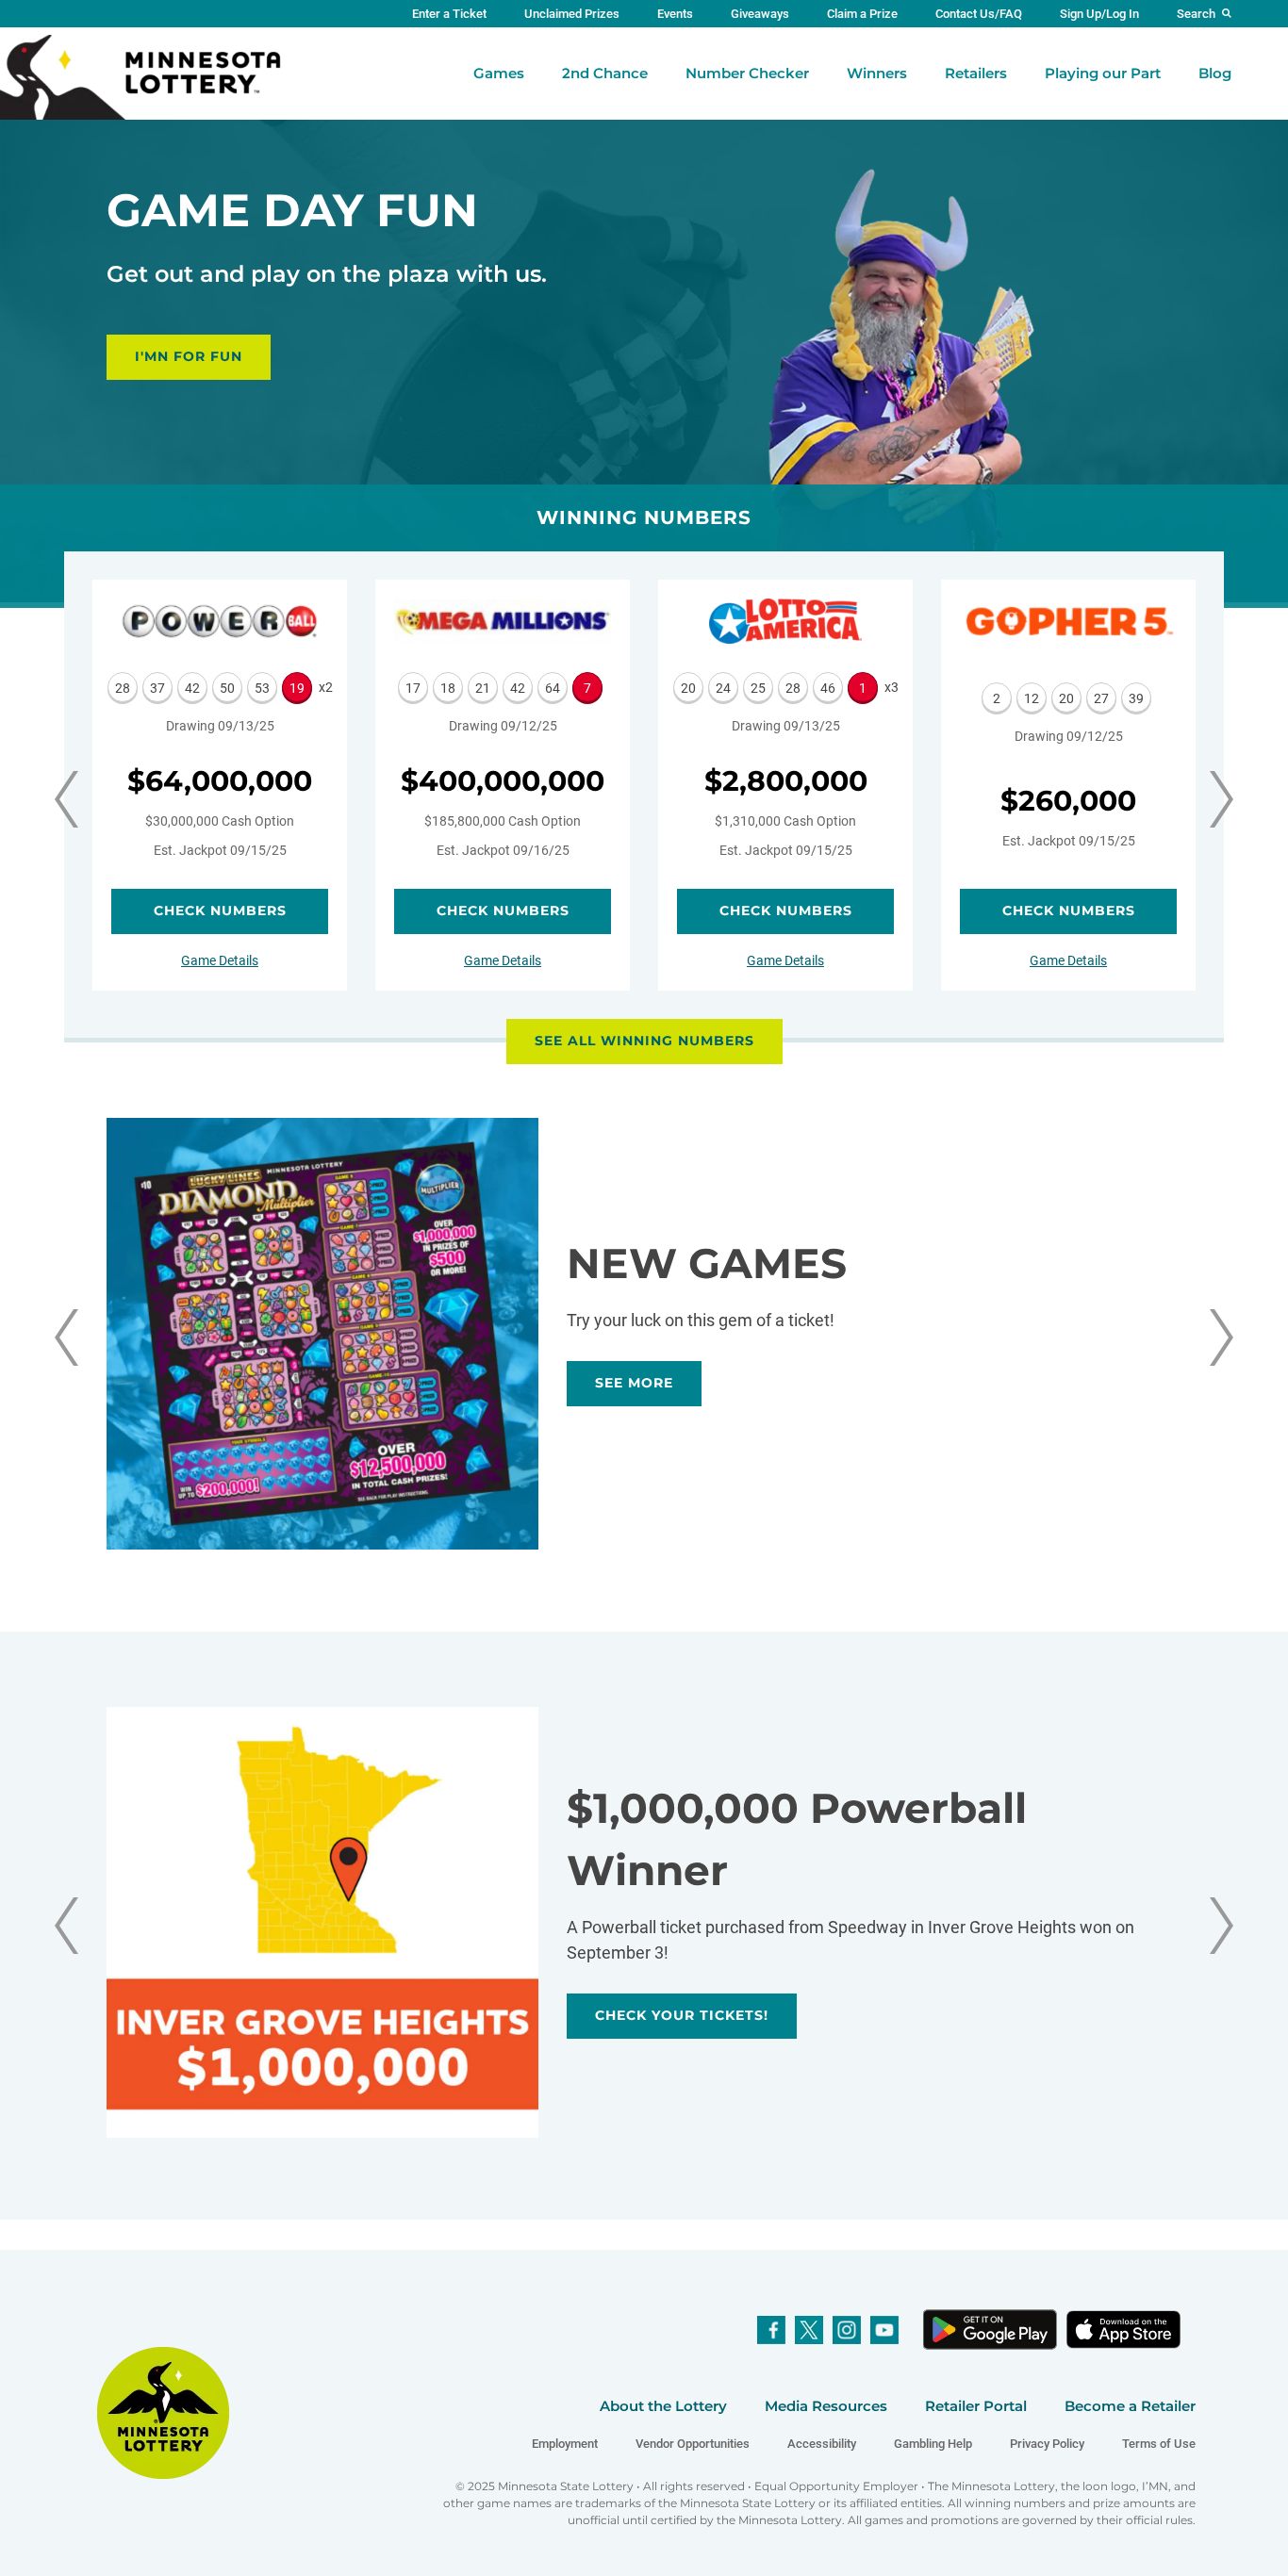 Enter a Ticket Unclaimed Prizes Events Giveaways Claim a Prize Contact Us/FAQ Sign Up/Log In Search
MINNESOTA
LOTTERY™
Games 2nd Chance Number Checker Winners Retailers Playing our Part Blog
GAME DAY FUN
Get out and play on the plaza with us.
I'MN FOR FUN
WINNING NUMBERS
POWERBALL
28 37 42 50 53 19 x2
Drawing 09/13/25
$64,000,000
$30,000,000 Cash Option
Est. Jackpot 09/15/25
CHECK NUMBERS
Game Details
MEGA MILLIONS
17 18 21 42 64 7
Drawing 09/12/25
$400,000,000
$185,800,000 Cash Option
Est. Jackpot 09/16/25
CHECK NUMBERS
Game Details
LOTTO
AMERICA
20 24 25 28 46 1 x3
Drawing 09/13/25
$2,800,000
$1,310,000 Cash Option
Est. Jackpot 09/15/25
CHECK NUMBERS
Game Details
GOPHER 5™
2 12 20 27 39
Drawing 09/12/25
$260,000
Est. Jackpot 09/15/25
CHECK NUMBERS
Game Details
SEE ALL WINNING NUMBERS
MINNESOTA LOTTERY
$10
LUCKY LINES
DIAMOND
Multiplier
MULTIPLIER
OVER
$1,000,000
IN PRIZES OF
$500
OR MORE!
YOUR SYMBOLS
WIN
UP TO $200,000!
OVER
$12,500,000
IN TOTAL CASH PRIZES!
SEE BACK FOR PLAY INSTRUCTIONS.
NEW GAMES
Try your luck on this gem of a ticket!
SEE MORE
INVER GROVE HEIGHTS
$1,000,000
$1,000,000 Powerball
Winner
A Powerball ticket purchased from Speedway in Inver Grove Heights won on
September 3!
CHECK YOUR TICKETS!
GET IT ON
Google Play
Download on the
App Store
MINNESOTA
LOTTERY
About the Lottery Media Resources Retailer Portal Become a Retailer
Employment Vendor Opportunities Accessibility Gambling Help Privacy Policy Terms of Use
© 2025 Minnesota State Lottery • All rights reserved • Equal Opportunity Employer • The Minnesota Lottery, the loon logo, I'MN, and
other game names are trademarks of the Minnesota State Lottery or its affiliated entities. All winning numbers and prize amounts are
unofficial until certified by the Minnesota Lottery. All games and promotions are governed by their official rules.